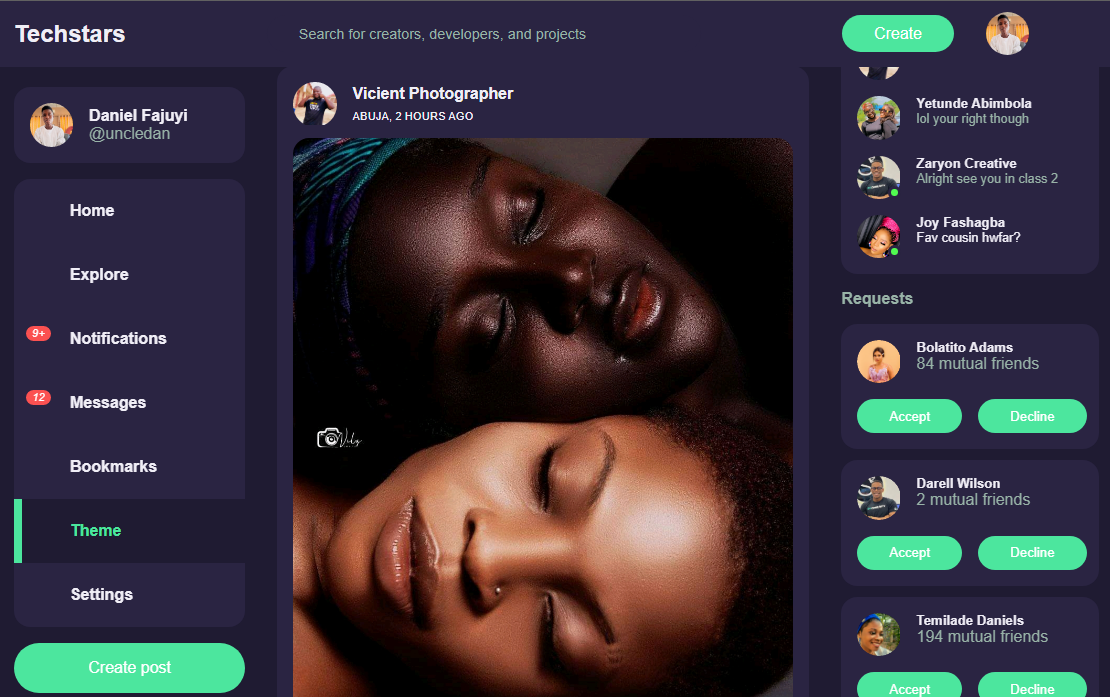 Techstars
Search for creators, developers, and projects
Create
Daniel Fajuyi
@uncledan
Home
Explore
9+
Notifications
12
Messages
Bookmarks
Theme
Settings
Create post
Vicient Photographer
ABUJA, 2 HOURS AGO
Yetunde Abimbola
lol your right though
Zaryon Creative
Alright see you in class 2
Joy Fashagba
Fav cousin hwfar?
Requests
Bolatito Adams
84 mutual friends
Accept
Decline
Darell Wilson
2 mutual friends
Accept
Decline
Temilade Daniels
194 mutual friends
Accept
Decline